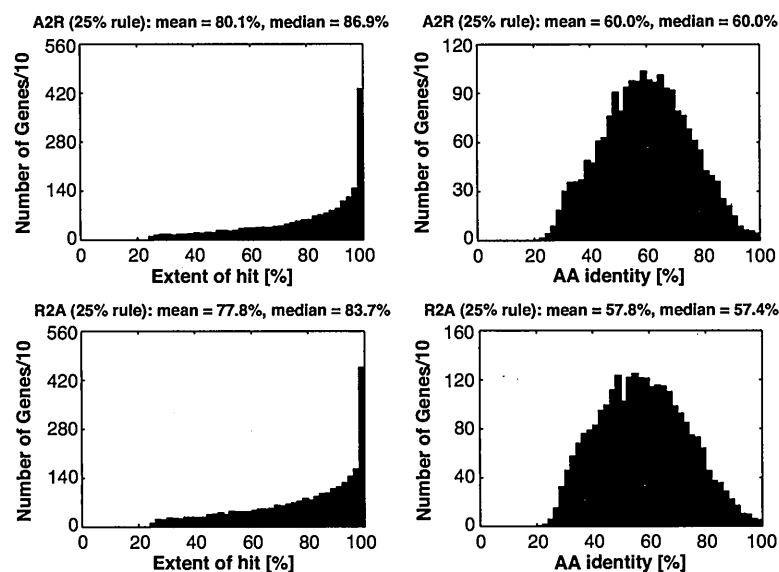 A2R (25% rule): mean = 80.1%, median = 86.9%
560
420
280
140
0
Number of Genes/10
0 20 40 60 80 100
Extent of hit [%]
A2R (25% rule): mean = 60.0%, median = 60.0%
120
90
60
30
0
Number of Genes/10
0 20 40 60 80 100
AA identity [%]
R2A (25% rule): mean = 77.8%, median = 83.7%
560
420
280
140
0
Number of Genes/10
0 20 40 60 80 100
Extent of hit [%]
R2A (25% rule): mean = 57.8%, median = 57.4%
160
120
80
40
0
Number of Genes/10
0 20 40 60 80 100
AA identity [%]